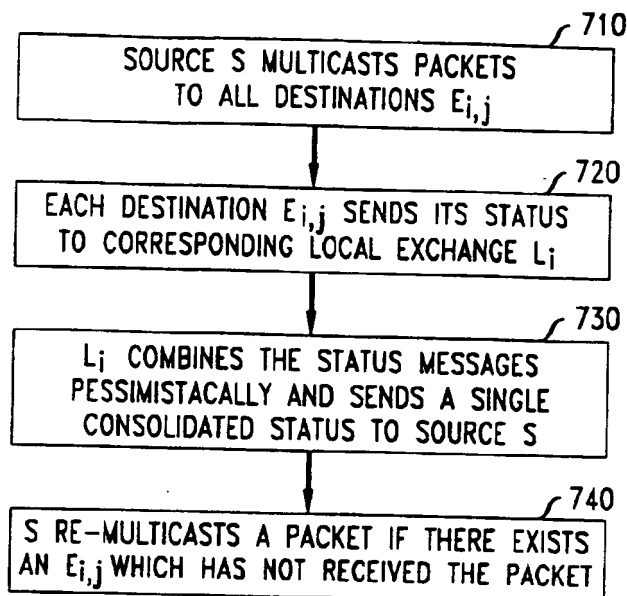 710
SOURCE S MULTICASTS PACKETS
TO ALL DESTINATIONS Ei,j
720
EACH DESTINATION Ei,j SENDS ITS STATUS
TO CORRESPONDING LOCAL EXCHANGE Li
730
Li COMBINES THE STATUS MESSAGES
PESSIMISTACALLY AND SENDS A SINGLE
CONSOLIDATED STATUS TO SOURCE S
740
S RE-MULTICASTS A PACKET IF THERE EXISTS
AN Ei,j WHICH HAS NOT RECEIVED THE PACKET